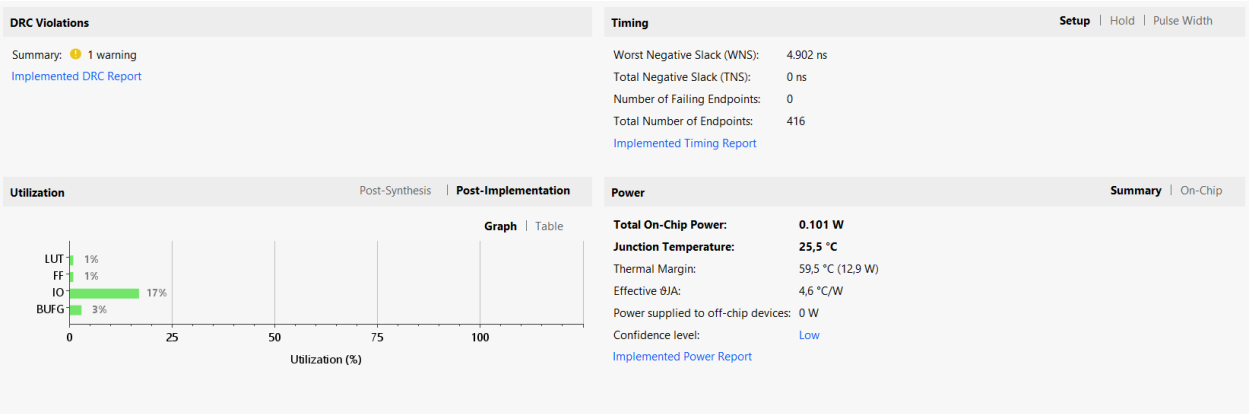 DRC Violations
Summary: 1 warning
Implemented DRC Report
Timing Setup | Hold | Pulse Width
Worst Negative Slack (WNS): 4.902 ns
Total Negative Slack (TNS): 0 ns
Number of Failing Endpoints: 0
Total Number of Endpoints: 416
Implemented Timing Report
Utilization Post-Synthesis | Post-Implementation
Graph | Table
LUT 1%
FF 1%
IO 17%
BUFG 3%
0 25 50 75 100
Utilization (%)
Power Summary | On-Chip
Total On-Chip Power: 0.101 W
Junction Temperature: 25,5 °C
Thermal Margin: 59,5 °C (12,9 W)
Effective ϑJA: 4,6 °C/W
Power supplied to off-chip devices: 0 W
Confidence level: Low
Implemented Power Report